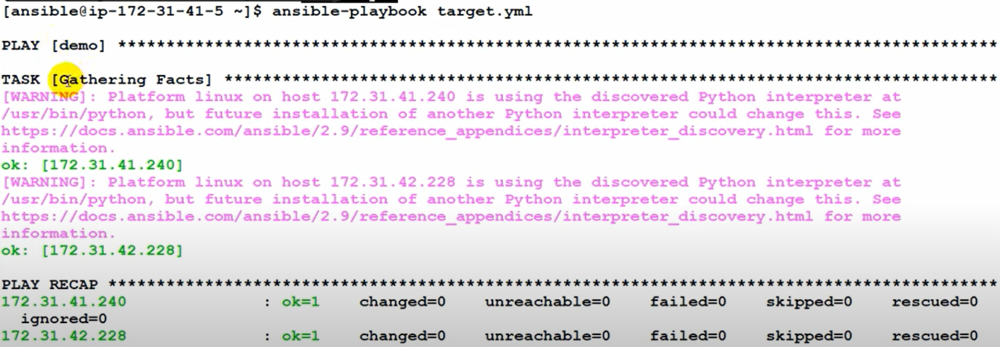 [ansible@ip-172-31-41-5 ~]$ ansible-playbook target.yml
PLAY [demo] *******************************************************************************************
TASK [Gathering Facts] ********************************************************************************
[WARNING]: Platform linux on host 172.31.41.240 is using the discovered Python interpreter at
/usr/bin/python, but future installation of another Python interpreter could change this. See
https://docs.ansible.com/ansible/2.9/reference_appendices/interpreter_discovery.html for more
information.
ok: [172.31.41.240]
[WARNING]: Platform linux on host 172.31.42.228 is using the discovered Python interpreter at
/usr/bin/python, but future installation of another Python interpreter could change this. See
https://docs.ansible.com/ansible/2.9/reference_appendices/interpreter_discovery.html for more
information.
ok: [172.31.42.228]
PLAY RECAP ********************************************************************************************
172.31.41.240 : ok=1 changed=0 unreachable=0 failed=0 skipped=0 rescued=0
ignored=0
172.31.42.228 : ok=1 changed=0 unreachable=0 failed=0 skipped=0 rescued=0